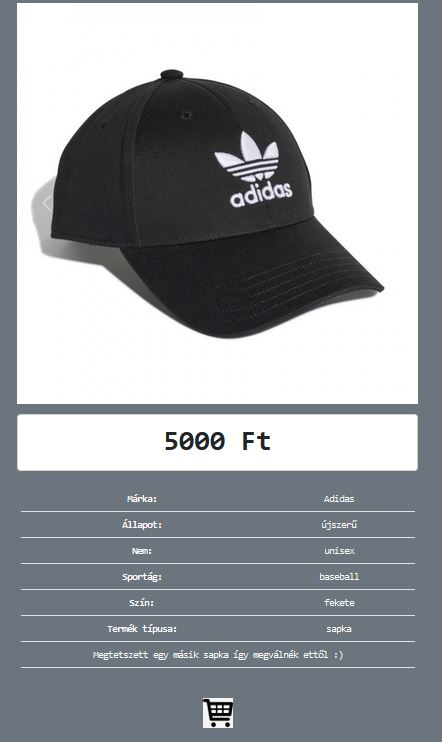 adidas
5000 Ft
Márka: Adidas
Állapot: újszerű
Nem: unisex
Sportág: baseball
Szín: fekete
Termék típusa: sapka
Megtetszett egy másik sapka így megválnék ettől :)